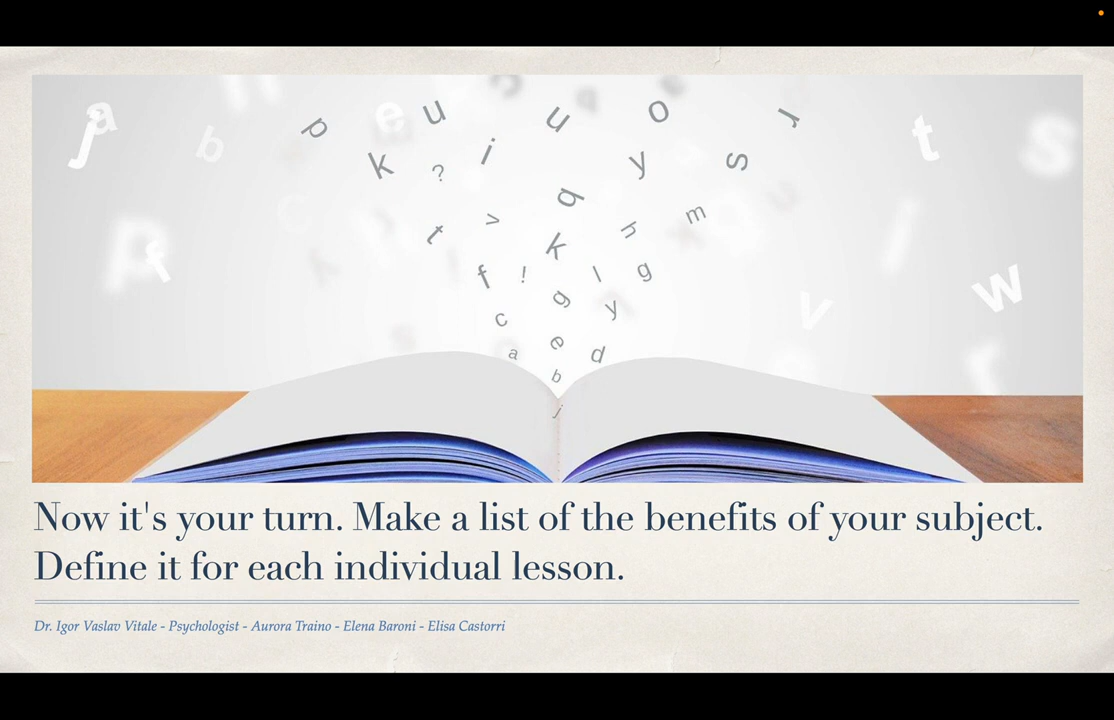 Now it's your turn. Make a list of the benefits of your subject.
Define it for each individual lesson.
Dr. Igor Vaslav Vitale - Psychologist - Aurora Traino - Elena Baroni - Elisa Castorri